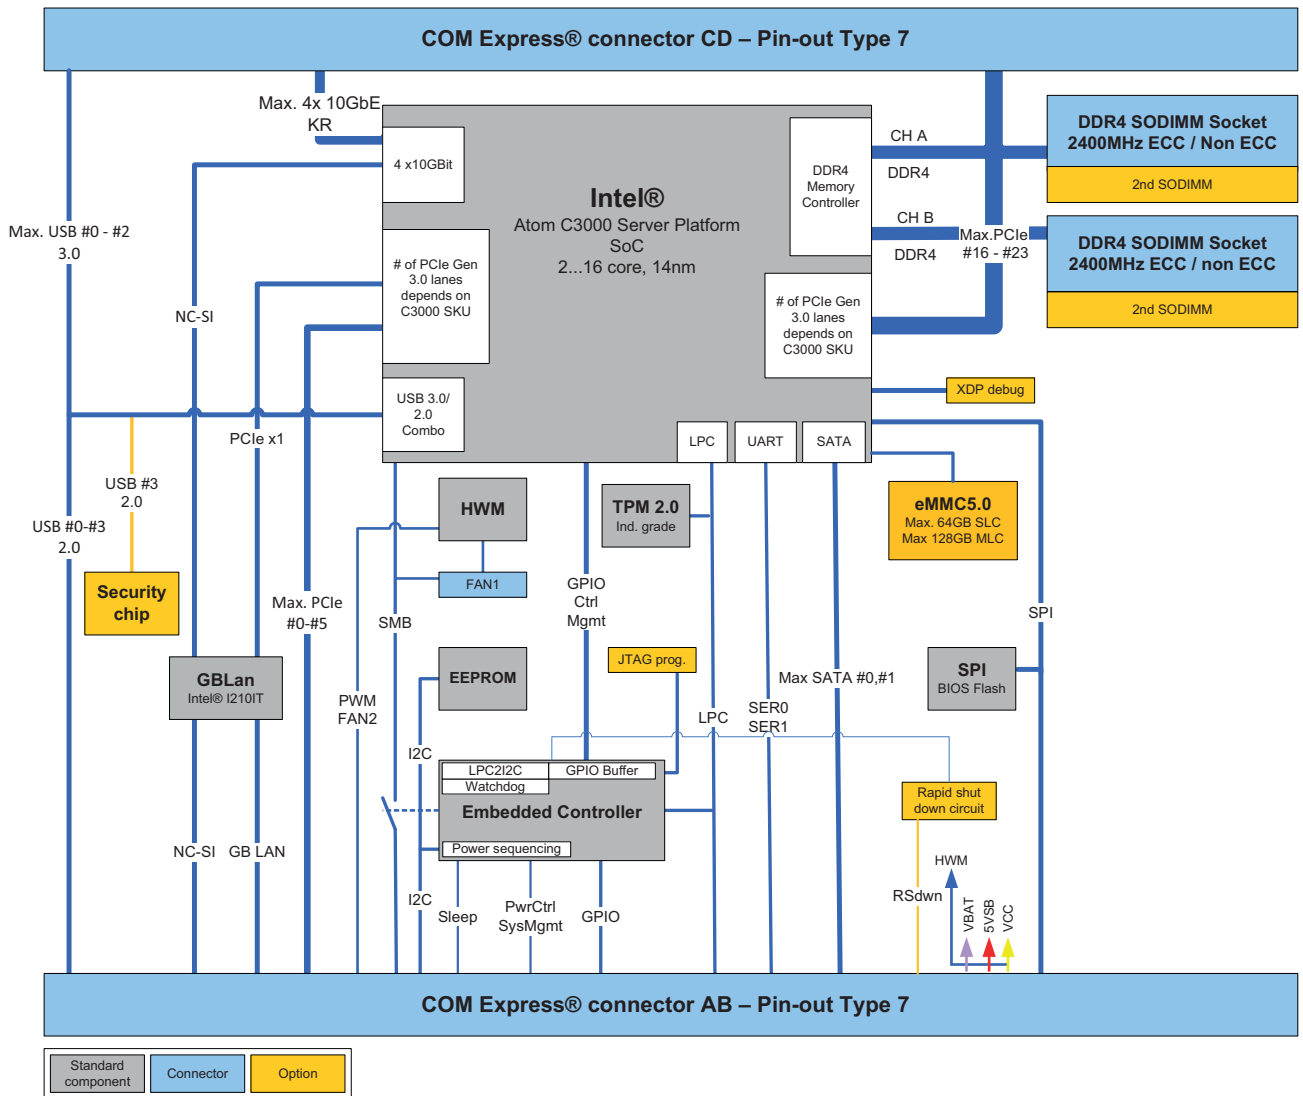 COM Express® connector CD – Pin-out Type 7
Max. 4x 10GbE
KR
4 x10GBit
Intel®
Atom C3000 Server Platform
SoC
2...16 core, 14nm
DDR4
Memory
Controller
CH A
DDR4
CH B
DDR4
Max.PCIe
#16 - #23
DDR4 SODIMM Socket
2400MHz ECC / Non ECC
2nd SODIMM
DDR4 SODIMM Socket
2400MHz ECC / non ECC
2nd SODIMM
Max. USB #0 - #2
3.0
NC-SI
# of PCIe Gen
3.0 lanes
depends on
C3000 SKU
# of PCIe Gen
3.0 lanes
depends on
C3000 SKU
USB 3.0/
2.0
Combo
PCIe x1
LPC
UART
SATA
XDP debug
USB #3
2.0
USB #0-#3
2.0
Security
chip
HWM
FAN1
TPM 2.0
Ind. grade
eMMC5.0
Max. 64GB SLC
Max 128GB MLC
Max. PCIe
#0-#5
SMB
GPIO
Ctrl
Mgmt
SPI
GBLan
Intel® I210IT
EEPROM
JTAG prog.
Max SATA #0,#1
SPI
BIOS Flash
PWM
FAN2
I2C
LPC
SER0
SER1
LPC2I2C
GPIO Buffer
Watchdog
Embedded Controller
Power sequencing
Rapid shut
down circuit
NC-SI
GB LAN
I2C
Sleep
PwrCtrl
SysMgmt
GPIO
RSdwn
HWM
VBAT
5VSB
VCC
COM Express® connector AB – Pin-out Type 7
Standard
component
Connector
Option